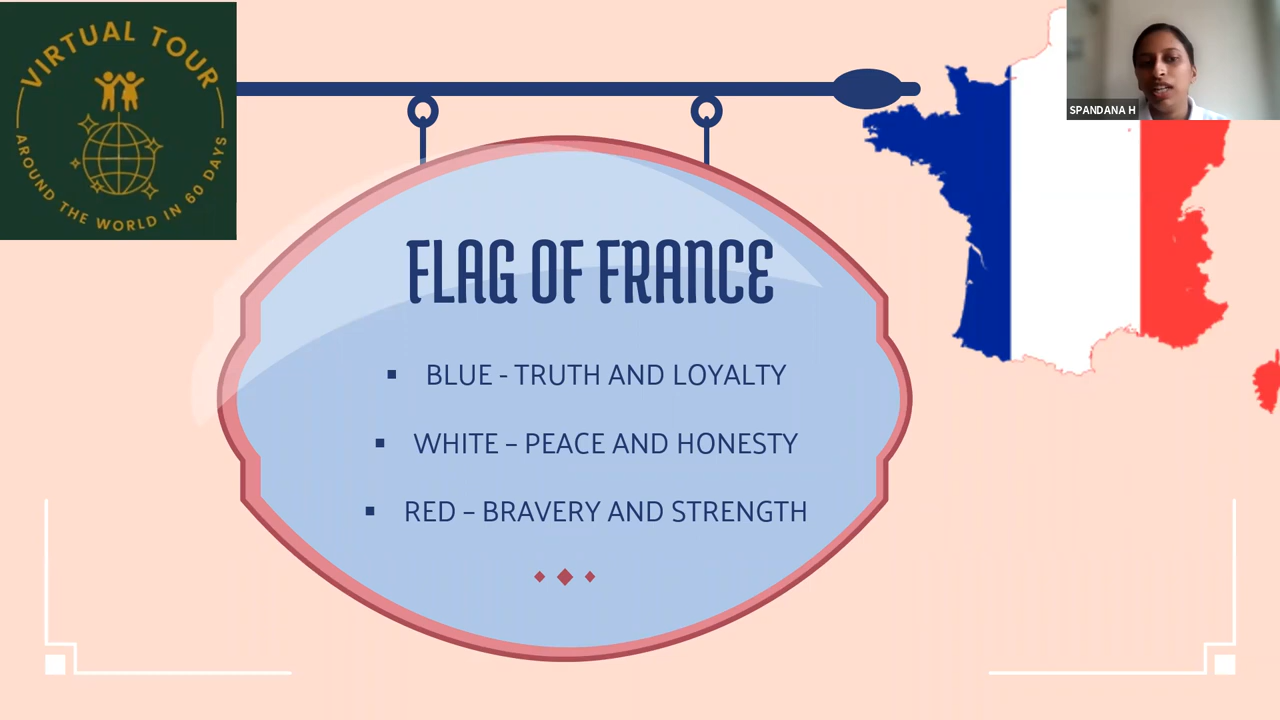 VIRTUAL TOUR
AROUND THE WORLD IN 60 DAYS
SPANDANA H
FLAG OF FRANCE
▪ BLUE - TRUTH AND LOYALTY
▪ WHITE – PEACE AND HONESTY
▪ RED – BRAVERY AND STRENGTH